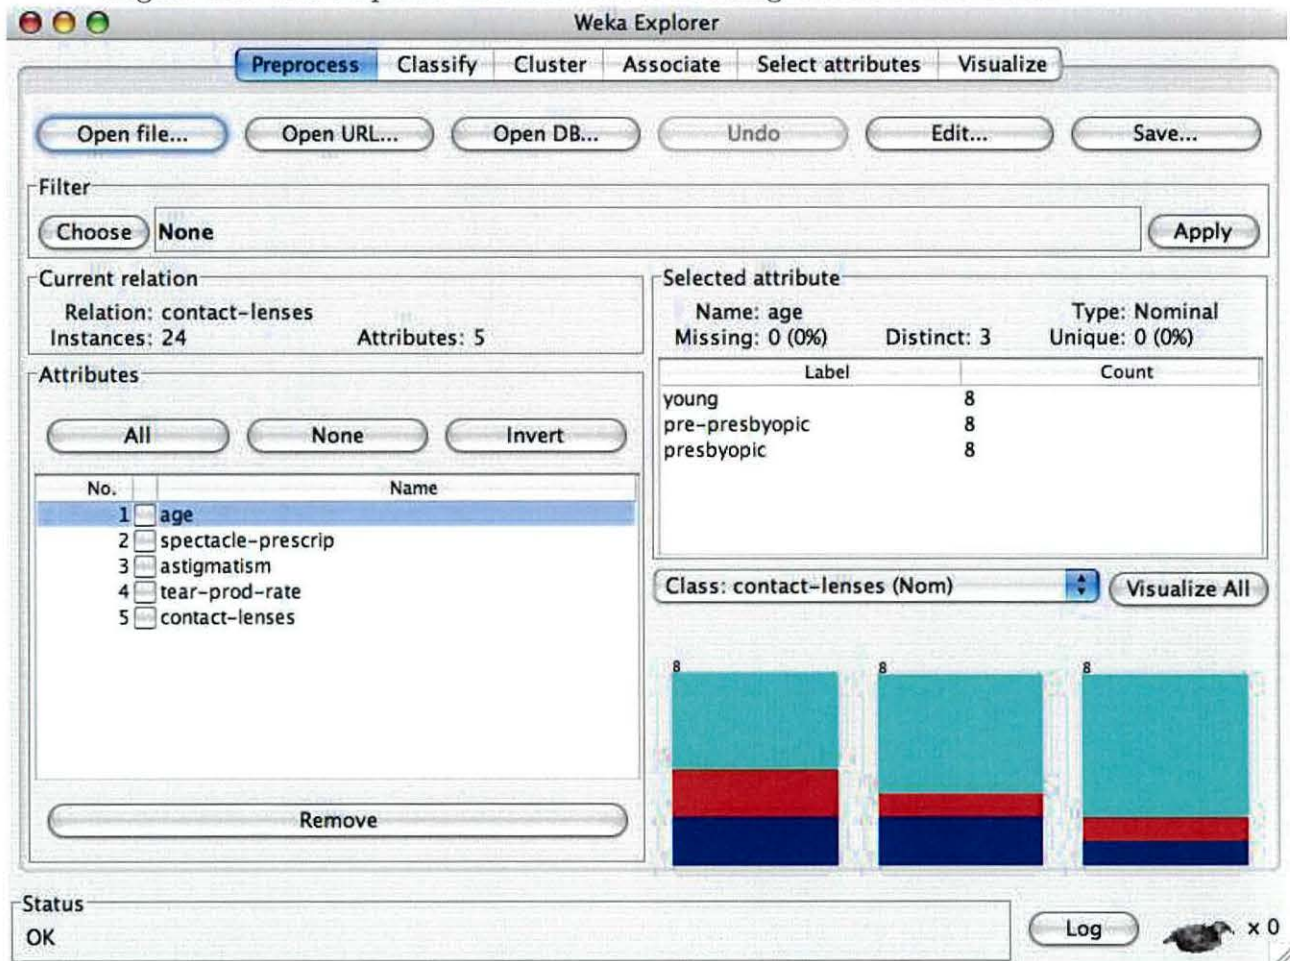 Weka Explorer
Preprocess Classify Cluster Associate Select attributes Visualize
Open file... Open URL... Open DB... Undo Edit... Save...
Filter
Choose None Apply
Current relation
Relation: contact-lenses
Instances: 24 Attributes: 5
Attributes
All None Invert
No. Name
1 age
2 spectacle-prescrip
3 astigmatism
4 tear-prod-rate
5 contact-lenses
Remove
Selected attribute
Name: age Type: Nominal
Missing: 0 (0%) Distinct: 3 Unique: 0 (0%)
Label Count
young 8
pre-presbyopic 8
presbyopic 8
Class: contact-lenses (Nom) Visualize All
8 8 8
Status
OK
Log x 0